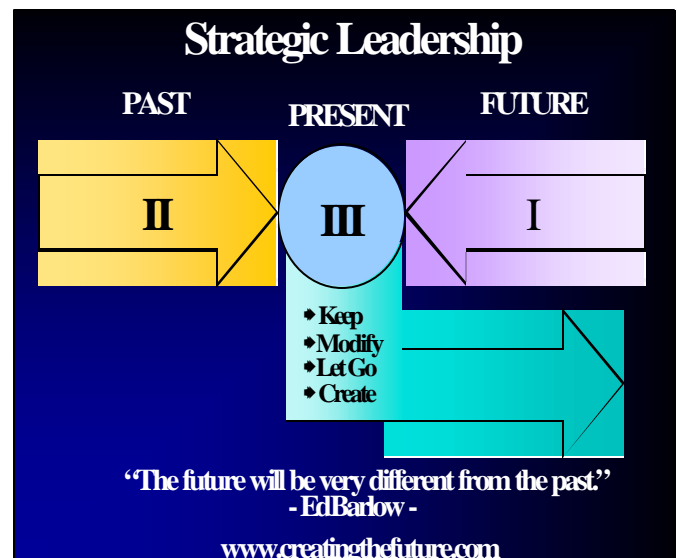 Strategic Leadership
PAST PRESENT FUTURE
II III I
Keep
Modify
Let Go
Create
“The future will be very different from the past.”
- Ed Barlow -
www.creatingthefuture.com